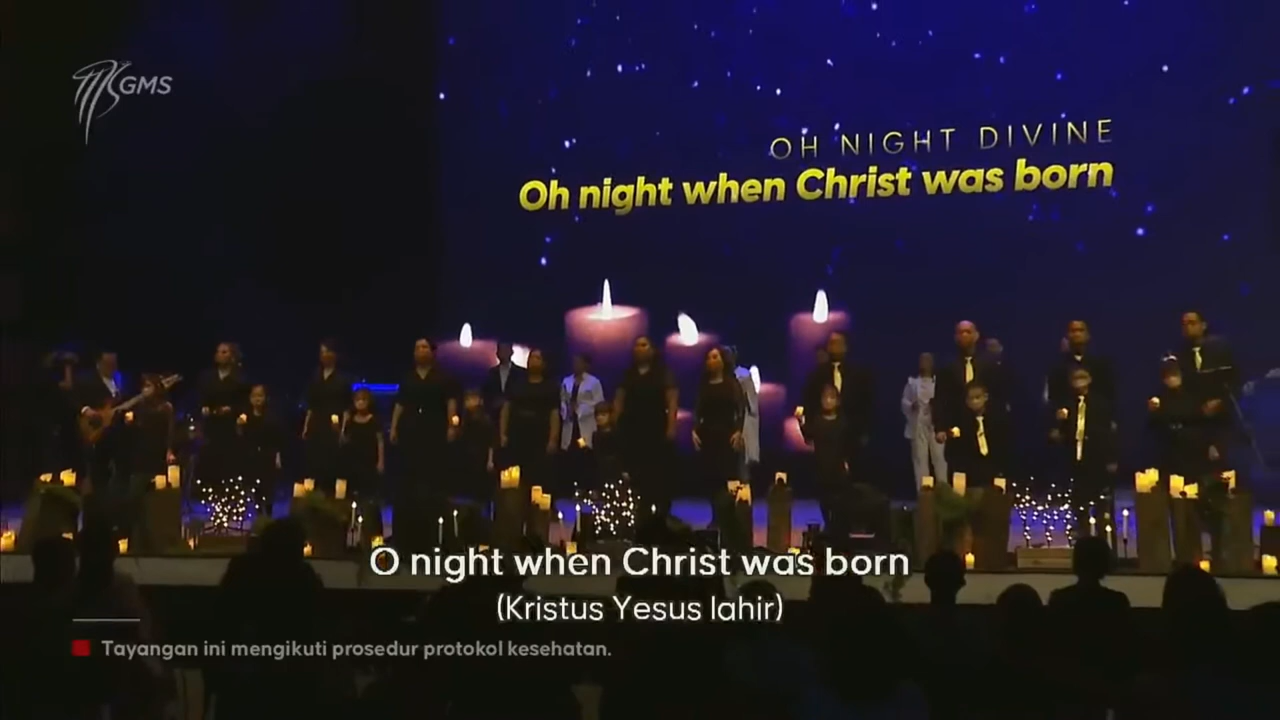 GMS
OH NIGHT DIVINE
Oh night when Christ was born
O night when Christ was born
(Kristus Yesus lahir)
Tayangan ini mengikuti prosedur protokol kesehatan.